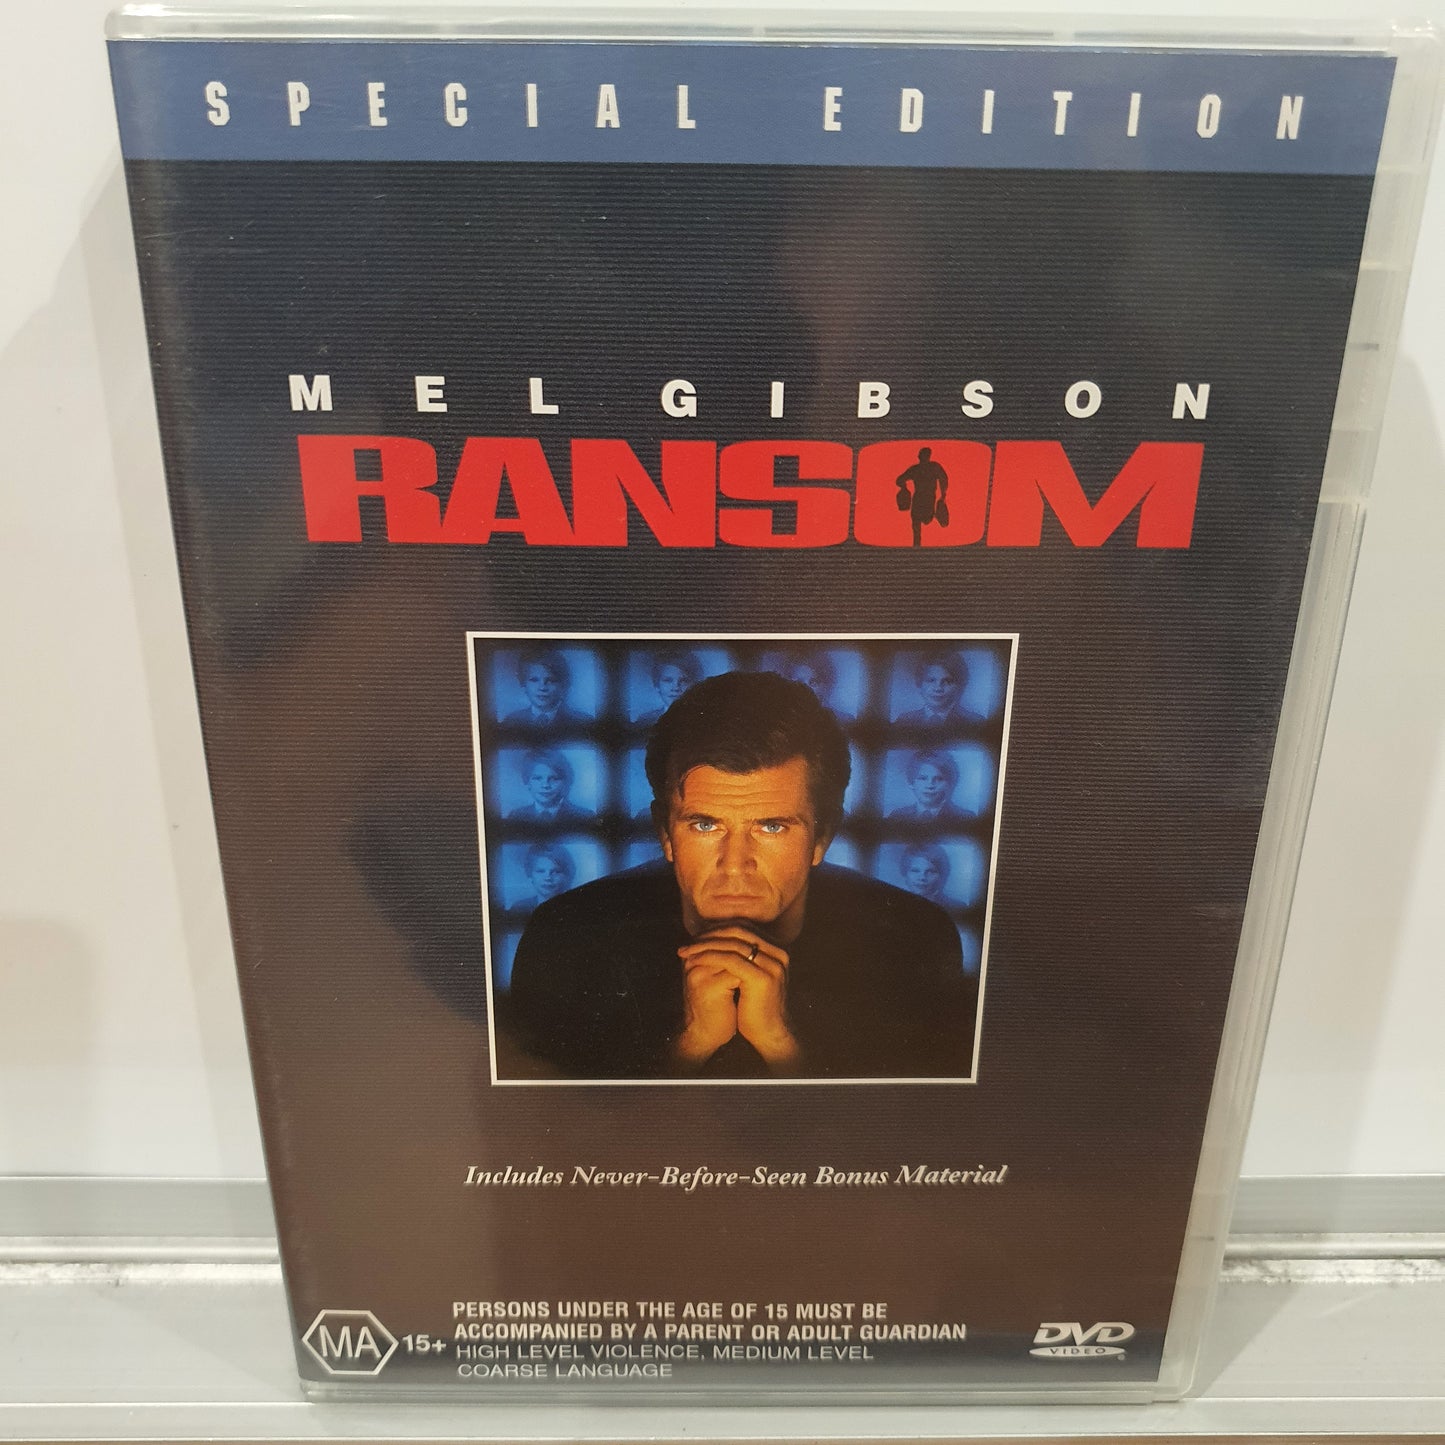 SPECIAL EDITION
MEL GIBSON
RANSOM
Includes Never-Before-Seen Bonus Material
PERSONS UNDER THE AGE OF 15 MUST BE
MA 15+ ACCOMPANIED BY A PARENT OR ADULT GUARDIAN
HIGH LEVEL VIOLENCE, MEDIUM LEVEL
COARSE LANGUAGE
DVD
VIDEO